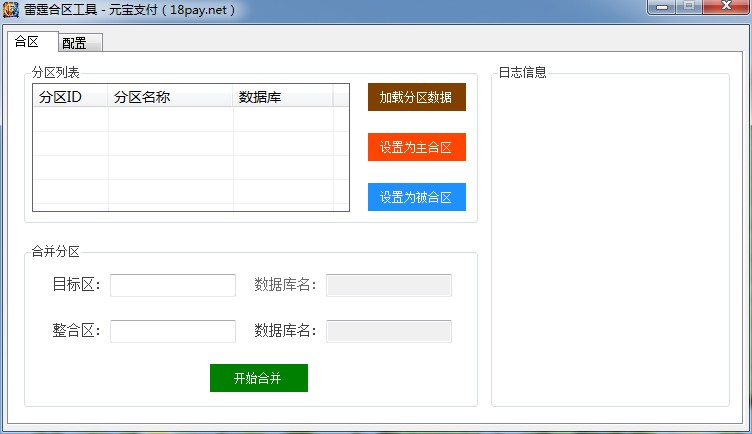 雷霆合区工具 - 元宝支付（18pay.net）
合区 配置
分区列表
分区ID 分区名称 数据库
加载分区数据
设置为主合区
设置为被合区
合并分区
目标区： 数据库名：
整合区： 数据库名：
开始合并
日志信息